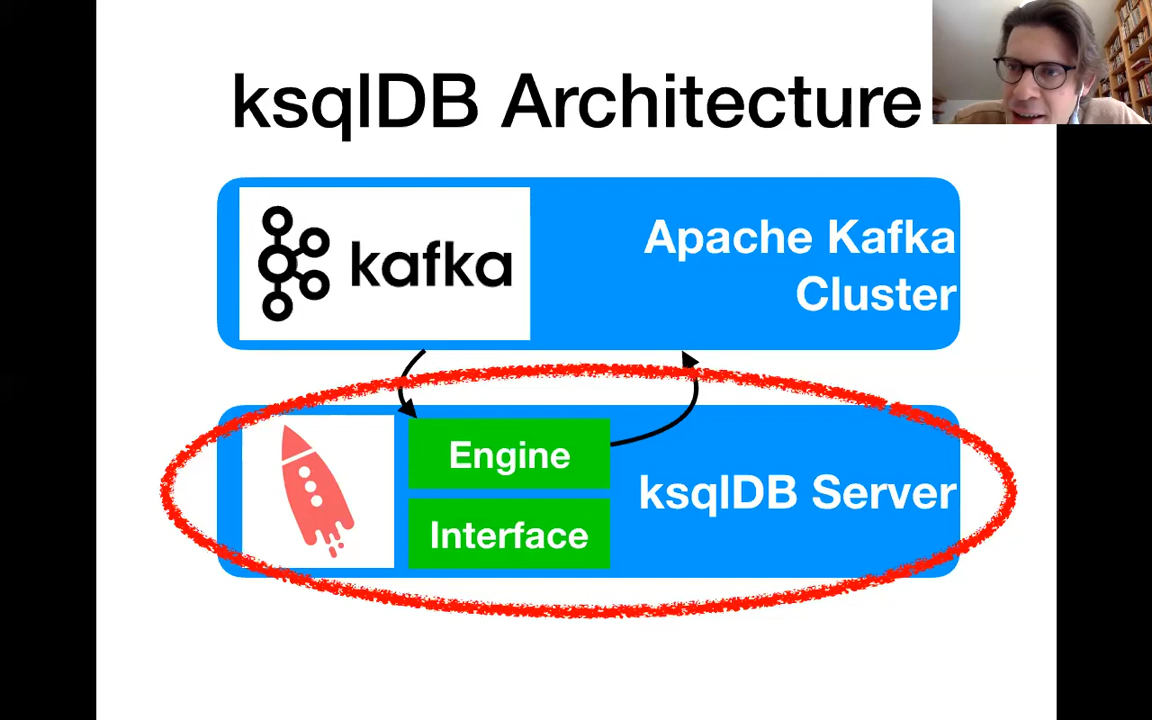 ksqlDB Architecture
kafka
Apache Kafka
Cluster
Engine
Interface
ksqlDB Server